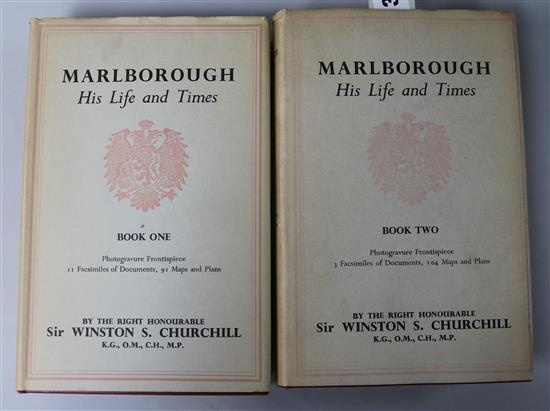 MARLBOROUGH
His Life and Times
BOOK ONE
Photogravure Frontispiece
11 Facsimiles of Documents, 91 Maps and Plans
BY THE RIGHT HONOURABLE
Sir WINSTON S. CHURCHILL
K.G., O.M., C.H., M.P.
MARLBOROUGH
His Life and Times
BOOK TWO
Photogravure Frontispiece
3 Facsimiles of Documents, 104 Maps and Plans
BY THE RIGHT HONOURABLE
Sir WINSTON S. CHURCHILL
K.G., O.M., C.H., M.P.